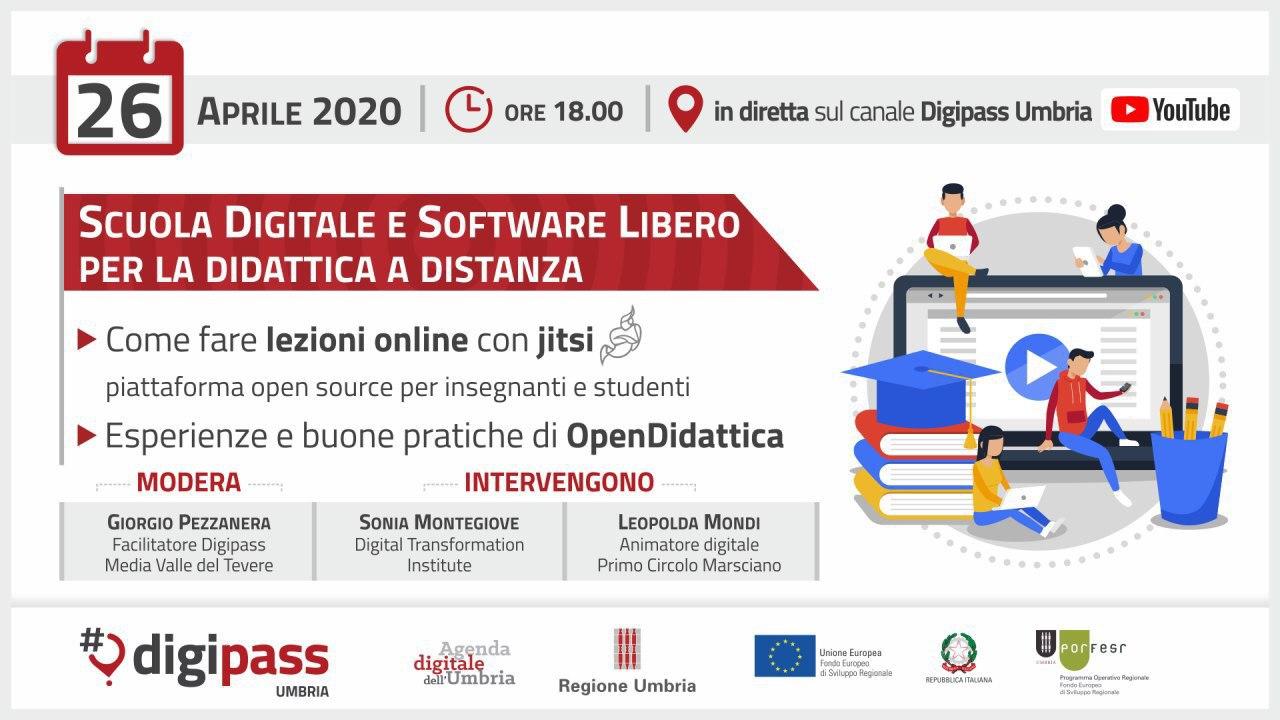 26 APRILE 2020 ORE 18.00 in diretta sul canale Digipass Umbria YouTube
SCUOLA DIGITALE E SOFTWARE LIBERO
PER LA DIDATTICA A DISTANZA
Come fare lezioni online con jitsi
piattaforma open source per insegnanti e studenti
Esperienze e buone pratiche di OpenDidattica
MODERA
GIORGIO PEZZANERA
Facilitatore Digipass
Media Valle del Tevere
INTERVENGONO
SONIA MONTEGIOVE
Digital Transformation
Institute
LEOPOLDA MONDI
Animatore digitale
Primo Circolo Marsciano
#digipass
UMBRIA
Agenda
digitale
dell'Umbria
Regione Umbria
Unione Europea
Fondo Europeo
di Sviluppo Regionale
REPUBBLICA ITALIANA
UMBRIA
PORFESR
Programma Operativo Regionale
Fondo Europeo
di Sviluppo Regionale